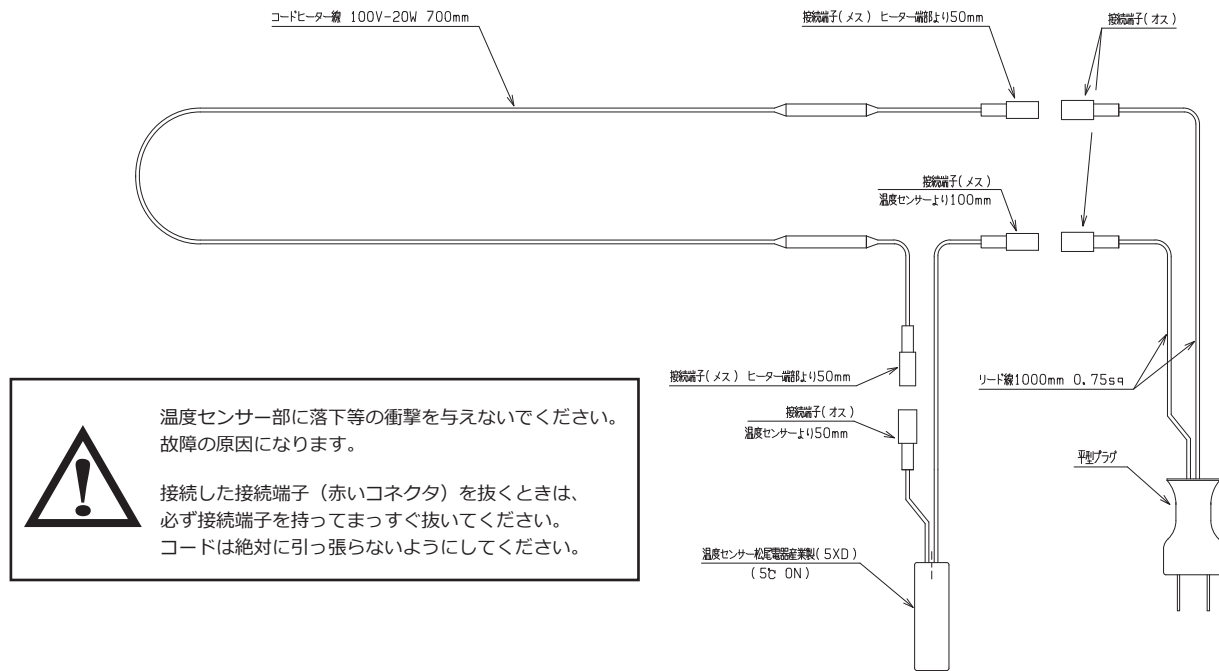 コードヒーター線 100V-20W 700mm
接続端子(メス) ヒーター端部より50mm
接続端子(オス)
接続端子(メス)
温度センサーより100mm
接続端子(メス) ヒーター端部より50mm
リード線1000mm 0.75sq
接続端子(オス)
温度センサーより50mm
平型プラグ
温度センサー松尾電器産業製(5XD)
(5℃ ON)
温度センサー部に落下等の衝撃を与えないでください。
故障の原因になります。
接続した接続端子（赤いコネクタ）を抜くときは、
必ず接続端子を持ってまっすぐ抜いてください。
コードは絶対に引っ張らないようにしてください。